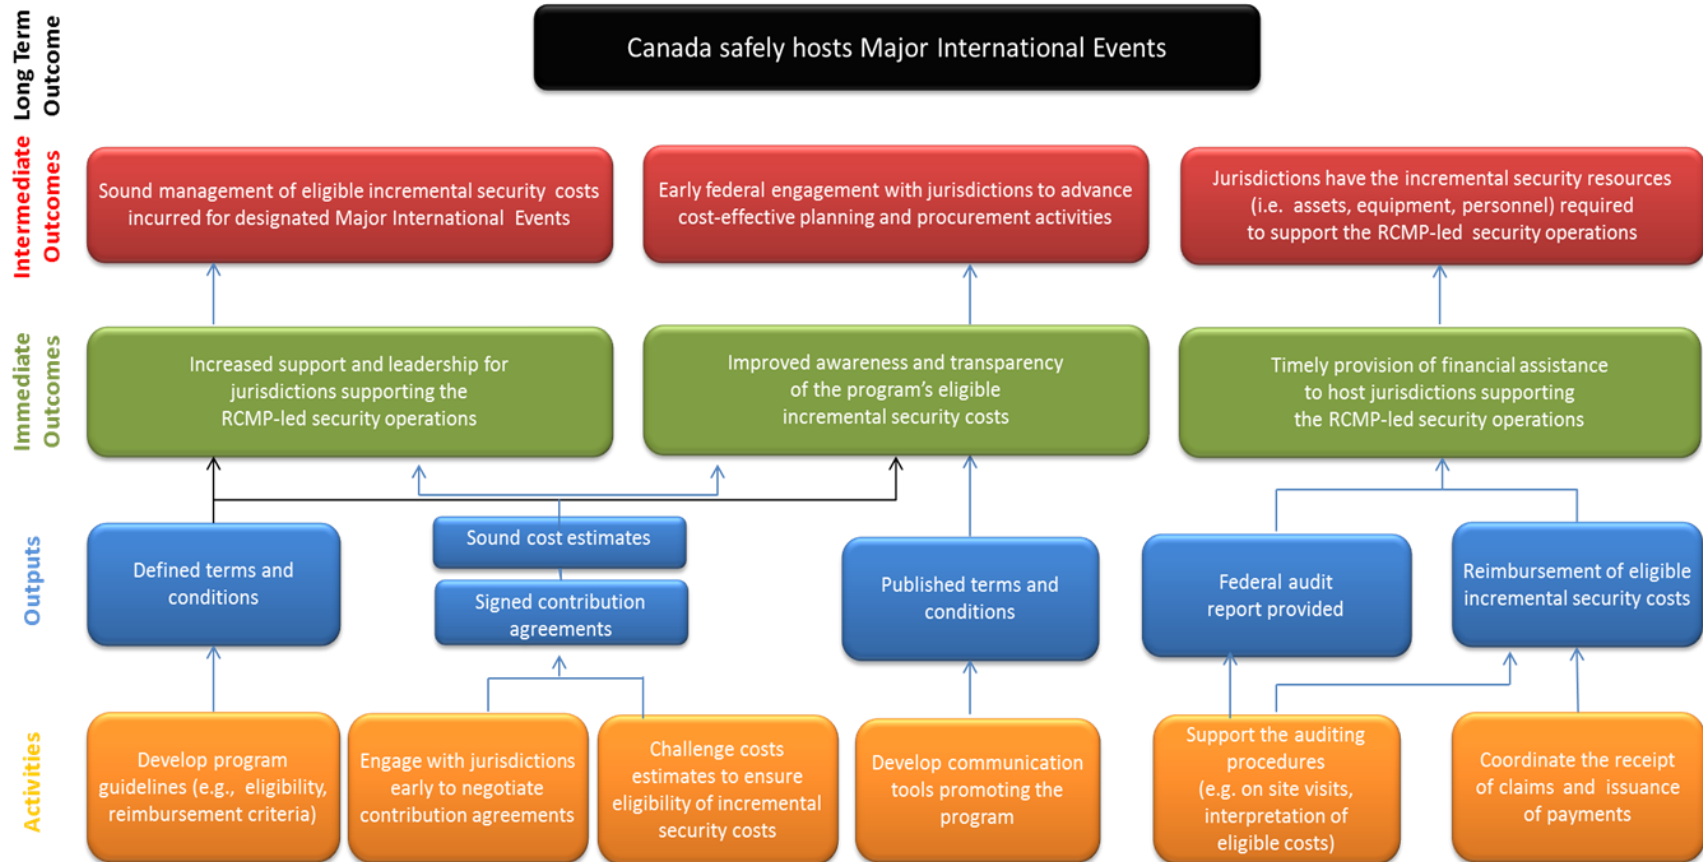 Long Term
Outcome
Canada safely hosts Major International Events
Intermediate
Outcomes
Sound management of eligible incremental security costs
incurred for designated Major International Events
Early federal engagement with jurisdictions to advance
cost-effective planning and procurement activities
Jurisdictions have the incremental security resources
(i.e. assets, equipment, personnel) required
to support the RCMP-led security operations
Immediate
Outcomes
Increased support and leadership for
jurisdictions supporting the
RCMP-led security operations
Improved awareness and transparency
of the program's eligible
incremental security costs
Timely provision of financial assistance
to host jurisdictions supporting
the RCMP-led security operations
Outputs
Defined terms and
conditions
Sound cost estimates
Signed contribution
agreements
Published terms and
conditions
Federal audit
report provided
Reimbursement of eligible
incremental security costs
Activities
Develop program
guidelines (e.g., eligibility,
reimbursement criteria)
Engage with jurisdictions
early to negotiate
contribution agreements
Challenge costs
estimates to ensure
eligibility of incremental
security costs
Develop communication
tools promoting the
program
Support the auditing
procedures
(e.g. on site visits,
interpretation of
eligible costs)
Coordinate the receipt
of claims and issuance
of payments